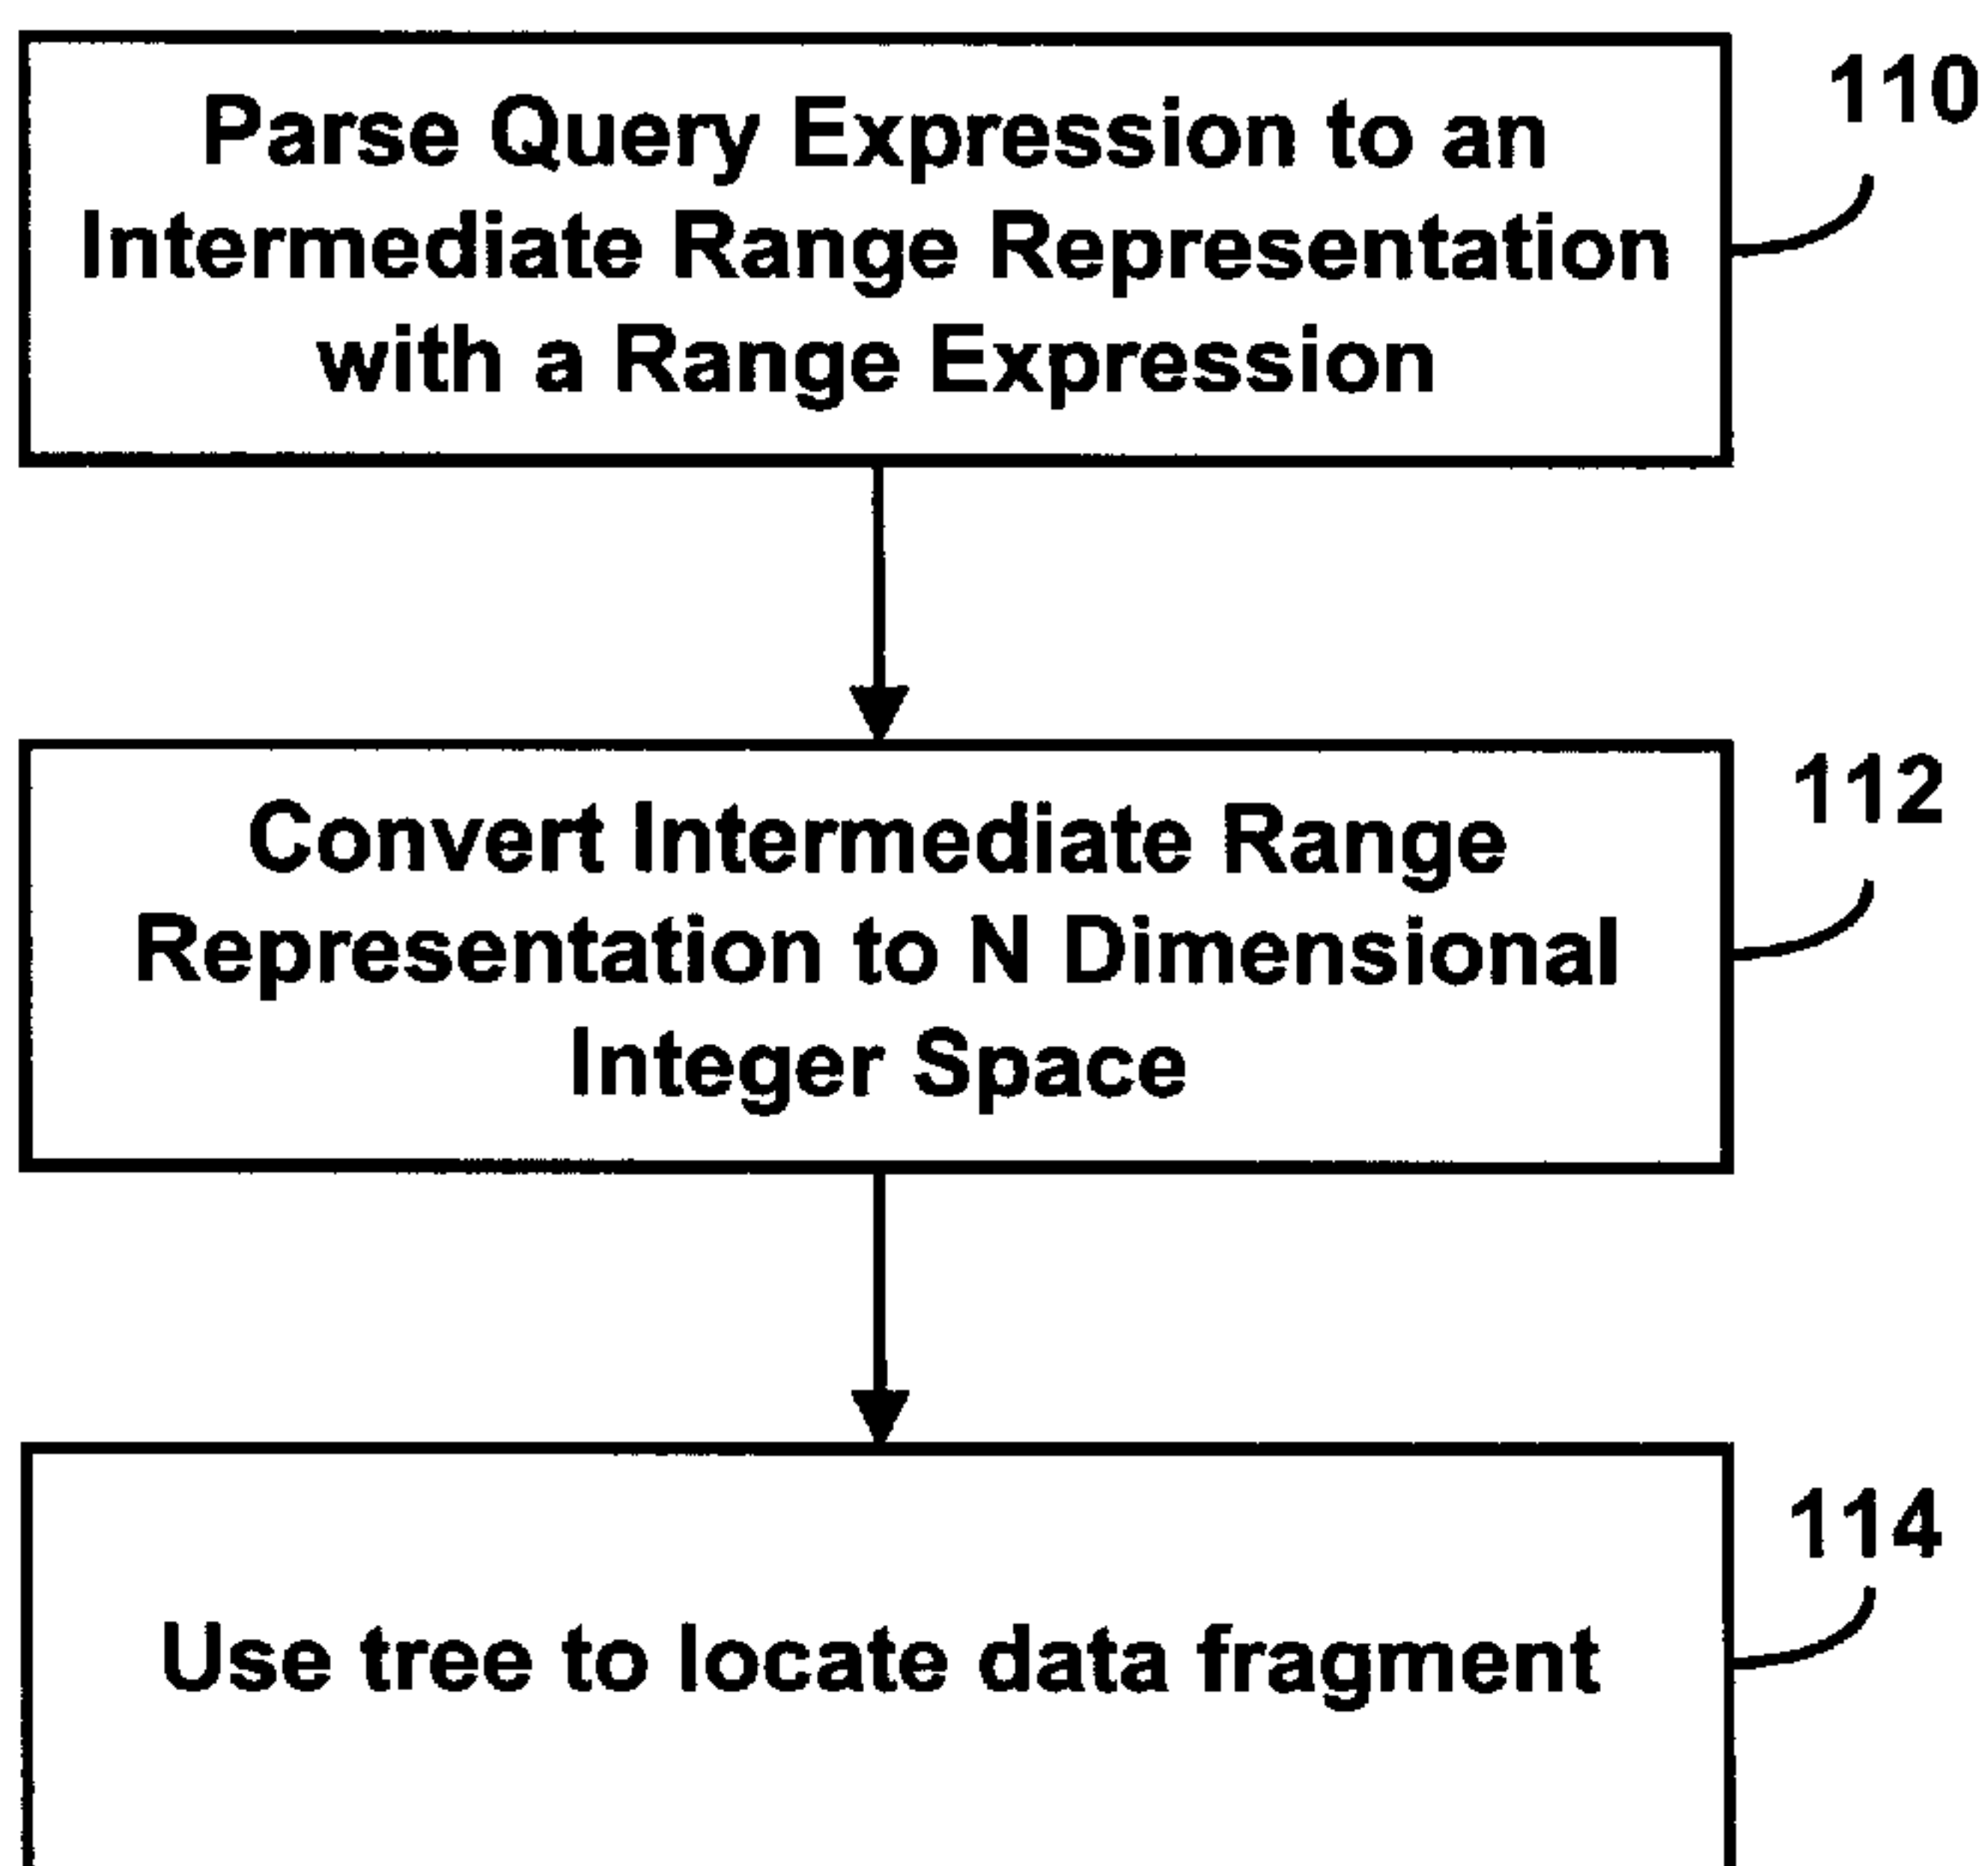 Parse Query Expression to an
Intermediate Range Representation
with a Range Expression
110
Convert Intermediate Range
Representation to N Dimensional
Integer Space
112
Use tree to locate data fragment
114